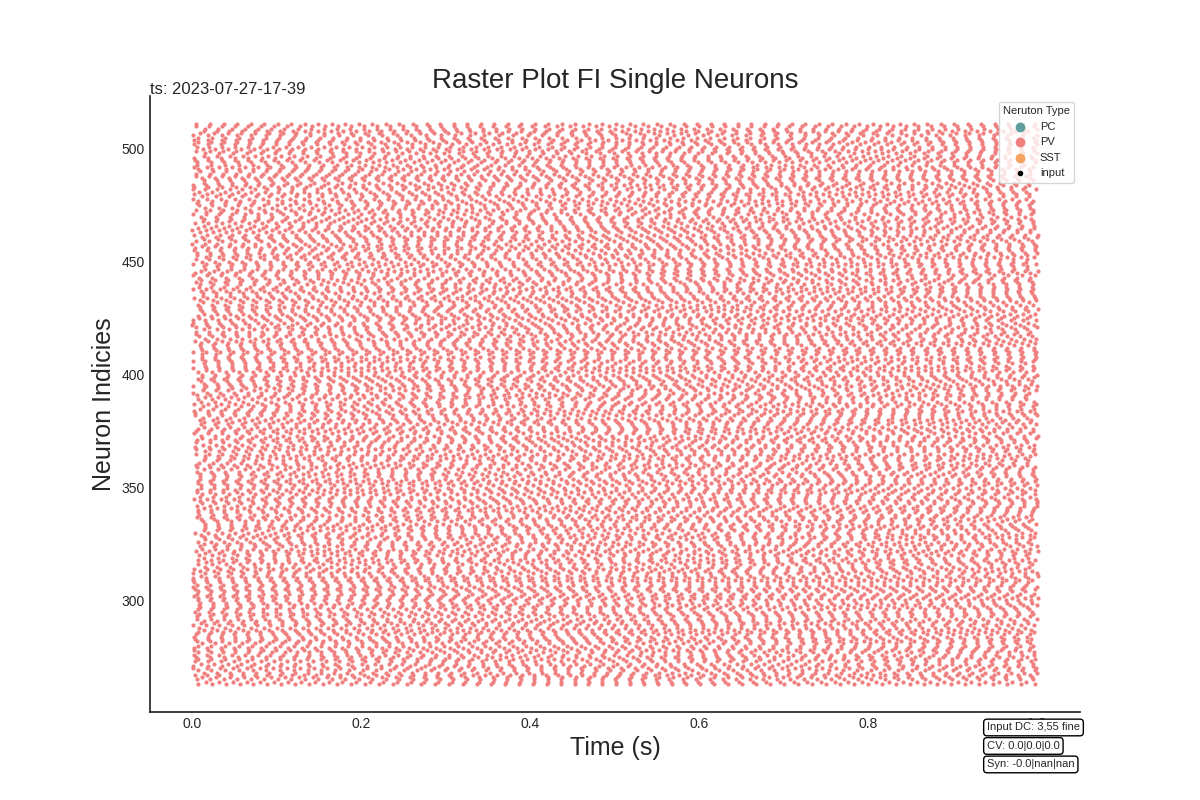 Raster Plot FI Single Neurons
ts: 2023-07-27-17-39
Neruton Type
PC
PV
SST
input
Neuron Indicies
500
450
400
350
300
0.0 0.2 0.4 0.6 0.8
Time (s)
Input DC: 3,55 fine
CV: 0.0|0.0|0.0
Syn: -0.0|nan|nan